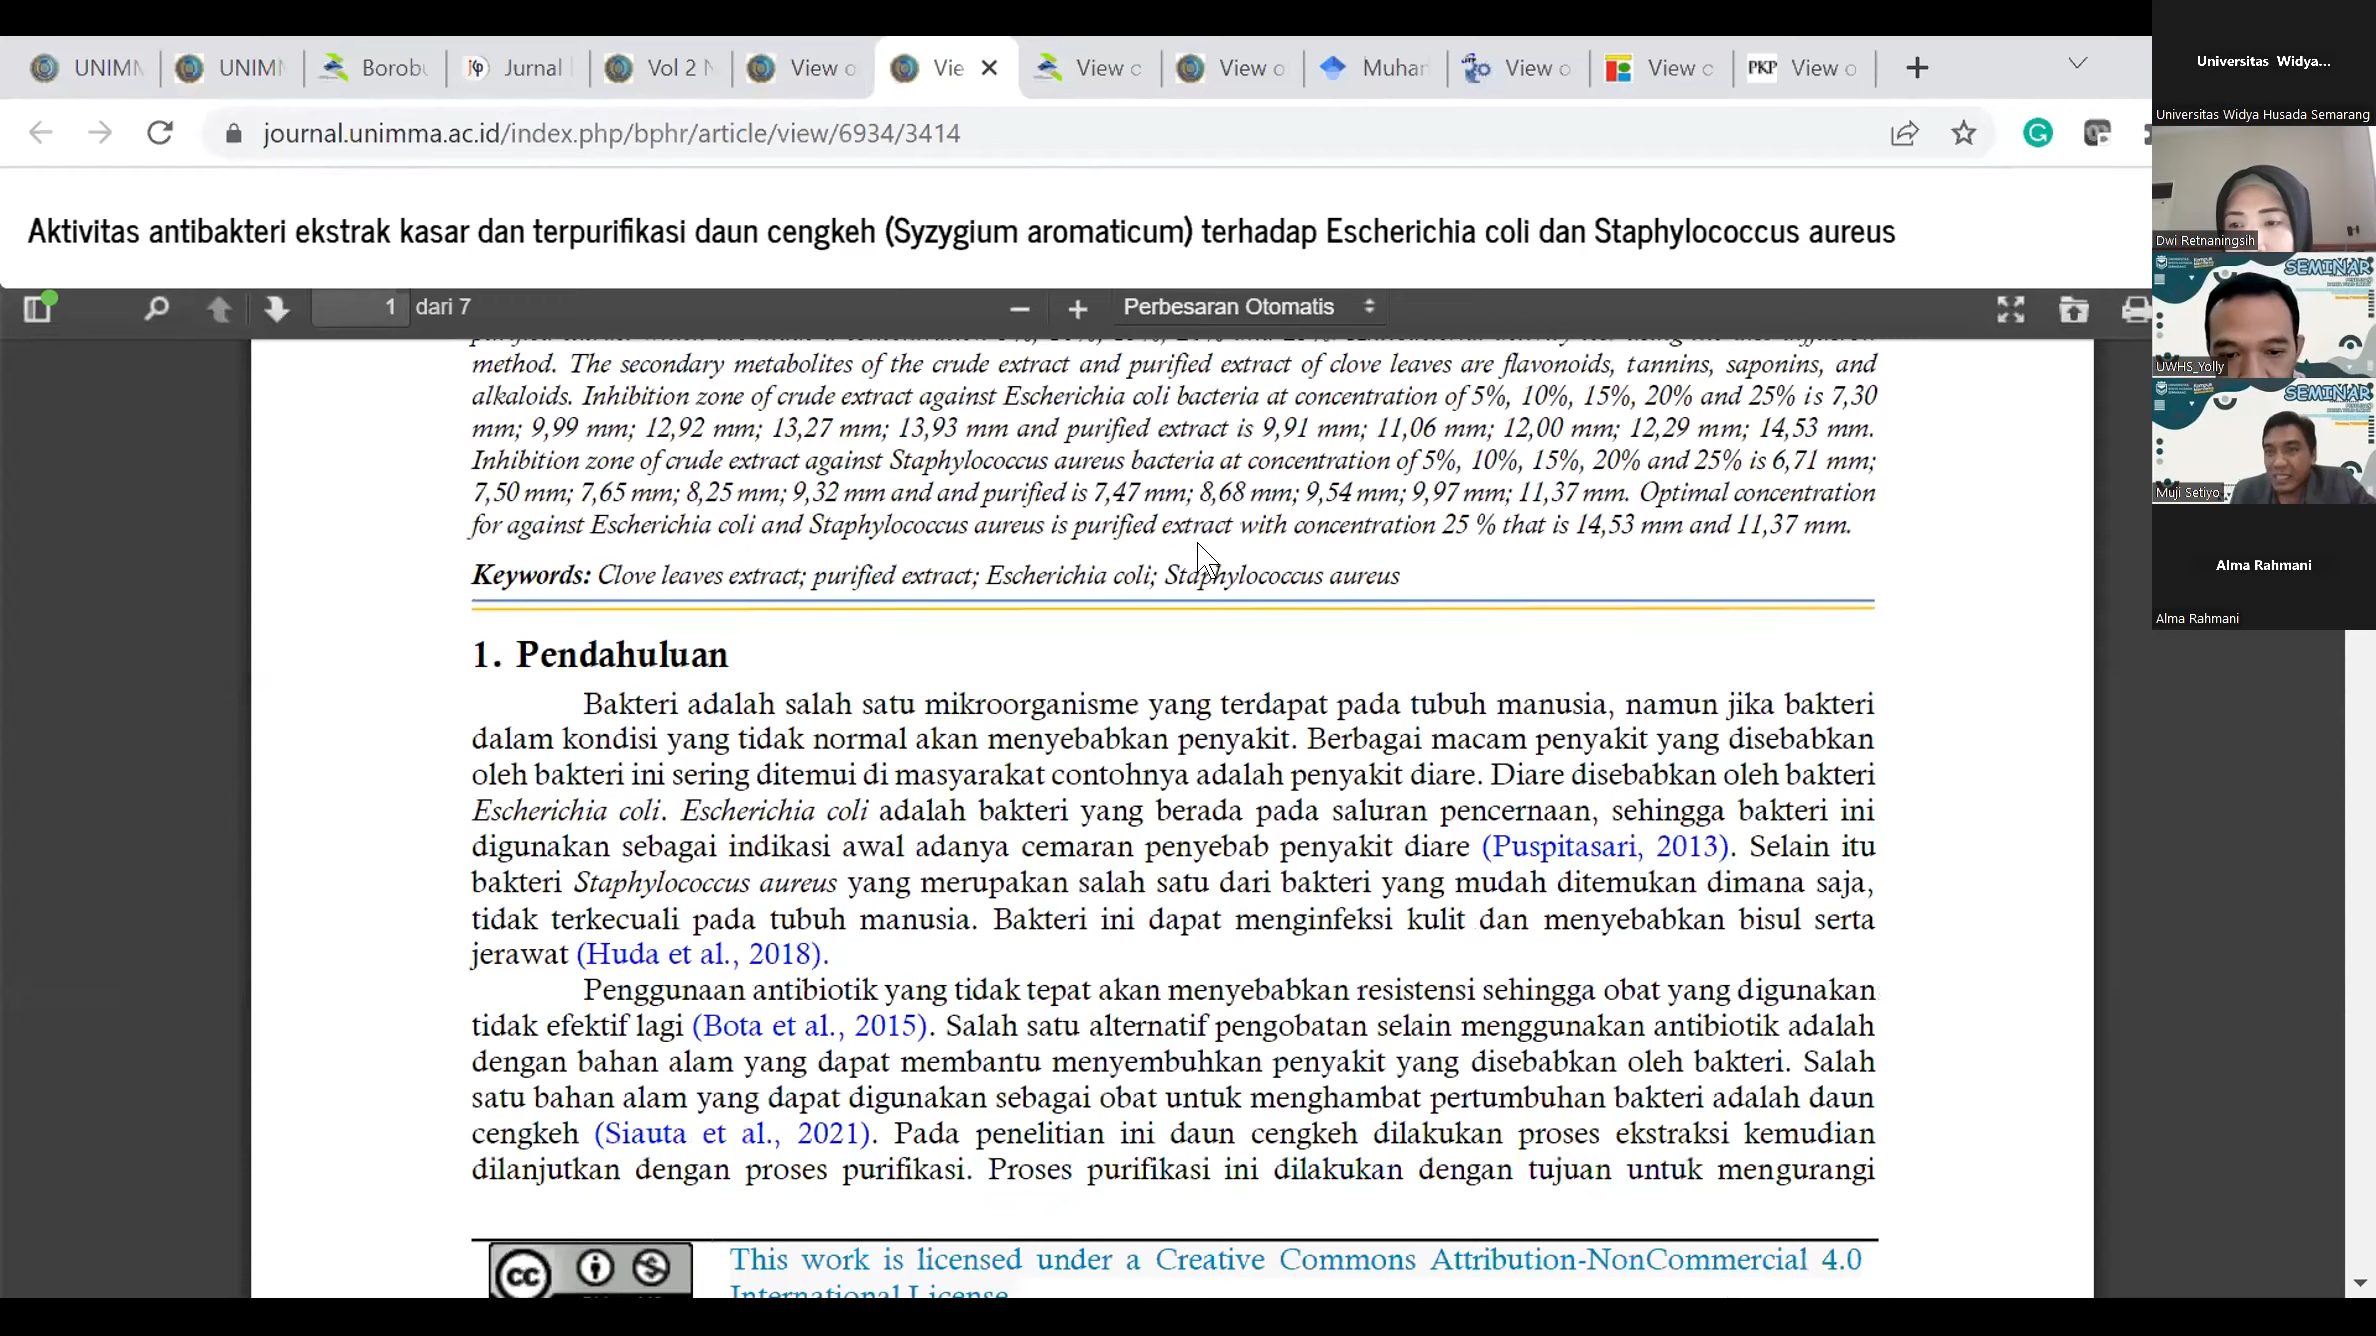 UNIMM
UNIMI
Borobu
Jurnal
Vol 2 N
View o
Vie
View c
View o
Muhar
View o
View c
PKP View o
journal.unimma.ac.id/index.php/bphr/article/view/6934/3414
Aktivitas antibakteri ekstrak kasar dan terpurifikasi daun cengkeh (Syzygium aromaticum) terhadap Escherichia coli dan Staphylococcus aureus
1 dari 7
Perbesaran Otomatis
method. The secondary metabolites of the crude extract and purified extract of clove leaves are flavonoids, tannins, saponins, and
alkaloids. Inhibition zone of crude extract against Escherichia coli bacteria at concentration of 5%, 10%, 15%, 20% and 25% is 7,30
mm; 9,99 mm; 12,92 mm; 13,27 mm; 13,93 mm and purified extract is 9,91 mm; 11,06 mm; 12,00 mm; 12,29 mm; 14,53 mm.
Inhibition zone of crude extract against Staphylococcus aureus bacteria at concentration of 5%, 10%, 15%, 20% and 25% is 6,71 mm;
7,50 mm; 7,65 mm; 8,25 mm; 9,32 mm and and purified is 7,47 mm; 8,68 mm; 9,54 mm; 9,97 mm; 11,37 mm. Optimal concentration
for against Escherichia coli and Staphylococcus aureus is purified extract with concentration 25 % that is 14,53 mm and 11,37 mm.
Keywords: Clove leaves extract; purified extract; Escherichia coli; Staphylococcus aureus
1. Pendahuluan
Bakteri adalah salah satu mikroorganisme yang terdapat pada tubuh manusia, namun jika bakteri
dalam kondisi yang tidak normal akan menyebabkan penyakit. Berbagai macam penyakit yang disebabkan
oleh bakteri ini sering ditemui di masyarakat contohnya adalah penyakit diare. Diare disebabkan oleh bakteri
Escherichia coli. Escherichia coli adalah bakteri yang berada pada saluran pencernaan, sehingga bakteri ini
digunakan sebagai indikasi awal adanya cemaran penyebab penyakit diare (Puspitasari, 2013). Selain itu
bakteri Staphylococcus aureus yang merupakan salah satu dari bakteri yang mudah ditemukan dimana saja,
tidak terkecuali pada tubuh manusia. Bakteri ini dapat menginfeksi kulit dan menyebabkan bisul serta
jerawat (Huda et al., 2018).
Penggunaan antibiotik yang tidak tepat akan menyebabkan resistensi sehingga obat yang digunakan
tidak efektif lagi (Bota et al., 2015). Salah satu alternatif pengobatan selain menggunakan antibiotik adalah
dengan bahan alam yang dapat membantu menyembuhkan penyakit yang disebabkan oleh bakteri. Salah
satu bahan alam yang dapat digunakan sebagai obat untuk menghambat pertumbuhan bakteri adalah daun
cengkeh (Siauta et al., 2021). Pada penelitian ini daun cengkeh dilakukan proses ekstraksi kemudian
dilanjutkan dengan proses purifikasi. Proses purifikasi ini dilakukan dengan tujuan untuk mengurangi
cc
This work is licensed under a Creative Commons Attribution-NonCommercial 4.0
International License
Universitas Widya...
Universitas Widya Husada Semarang
Dwi Retnaningsih
SEMINAR
UWHS_Yolly
SEMINAR
Muji Setiyo
Alma Rahmani
Alma Rahmani